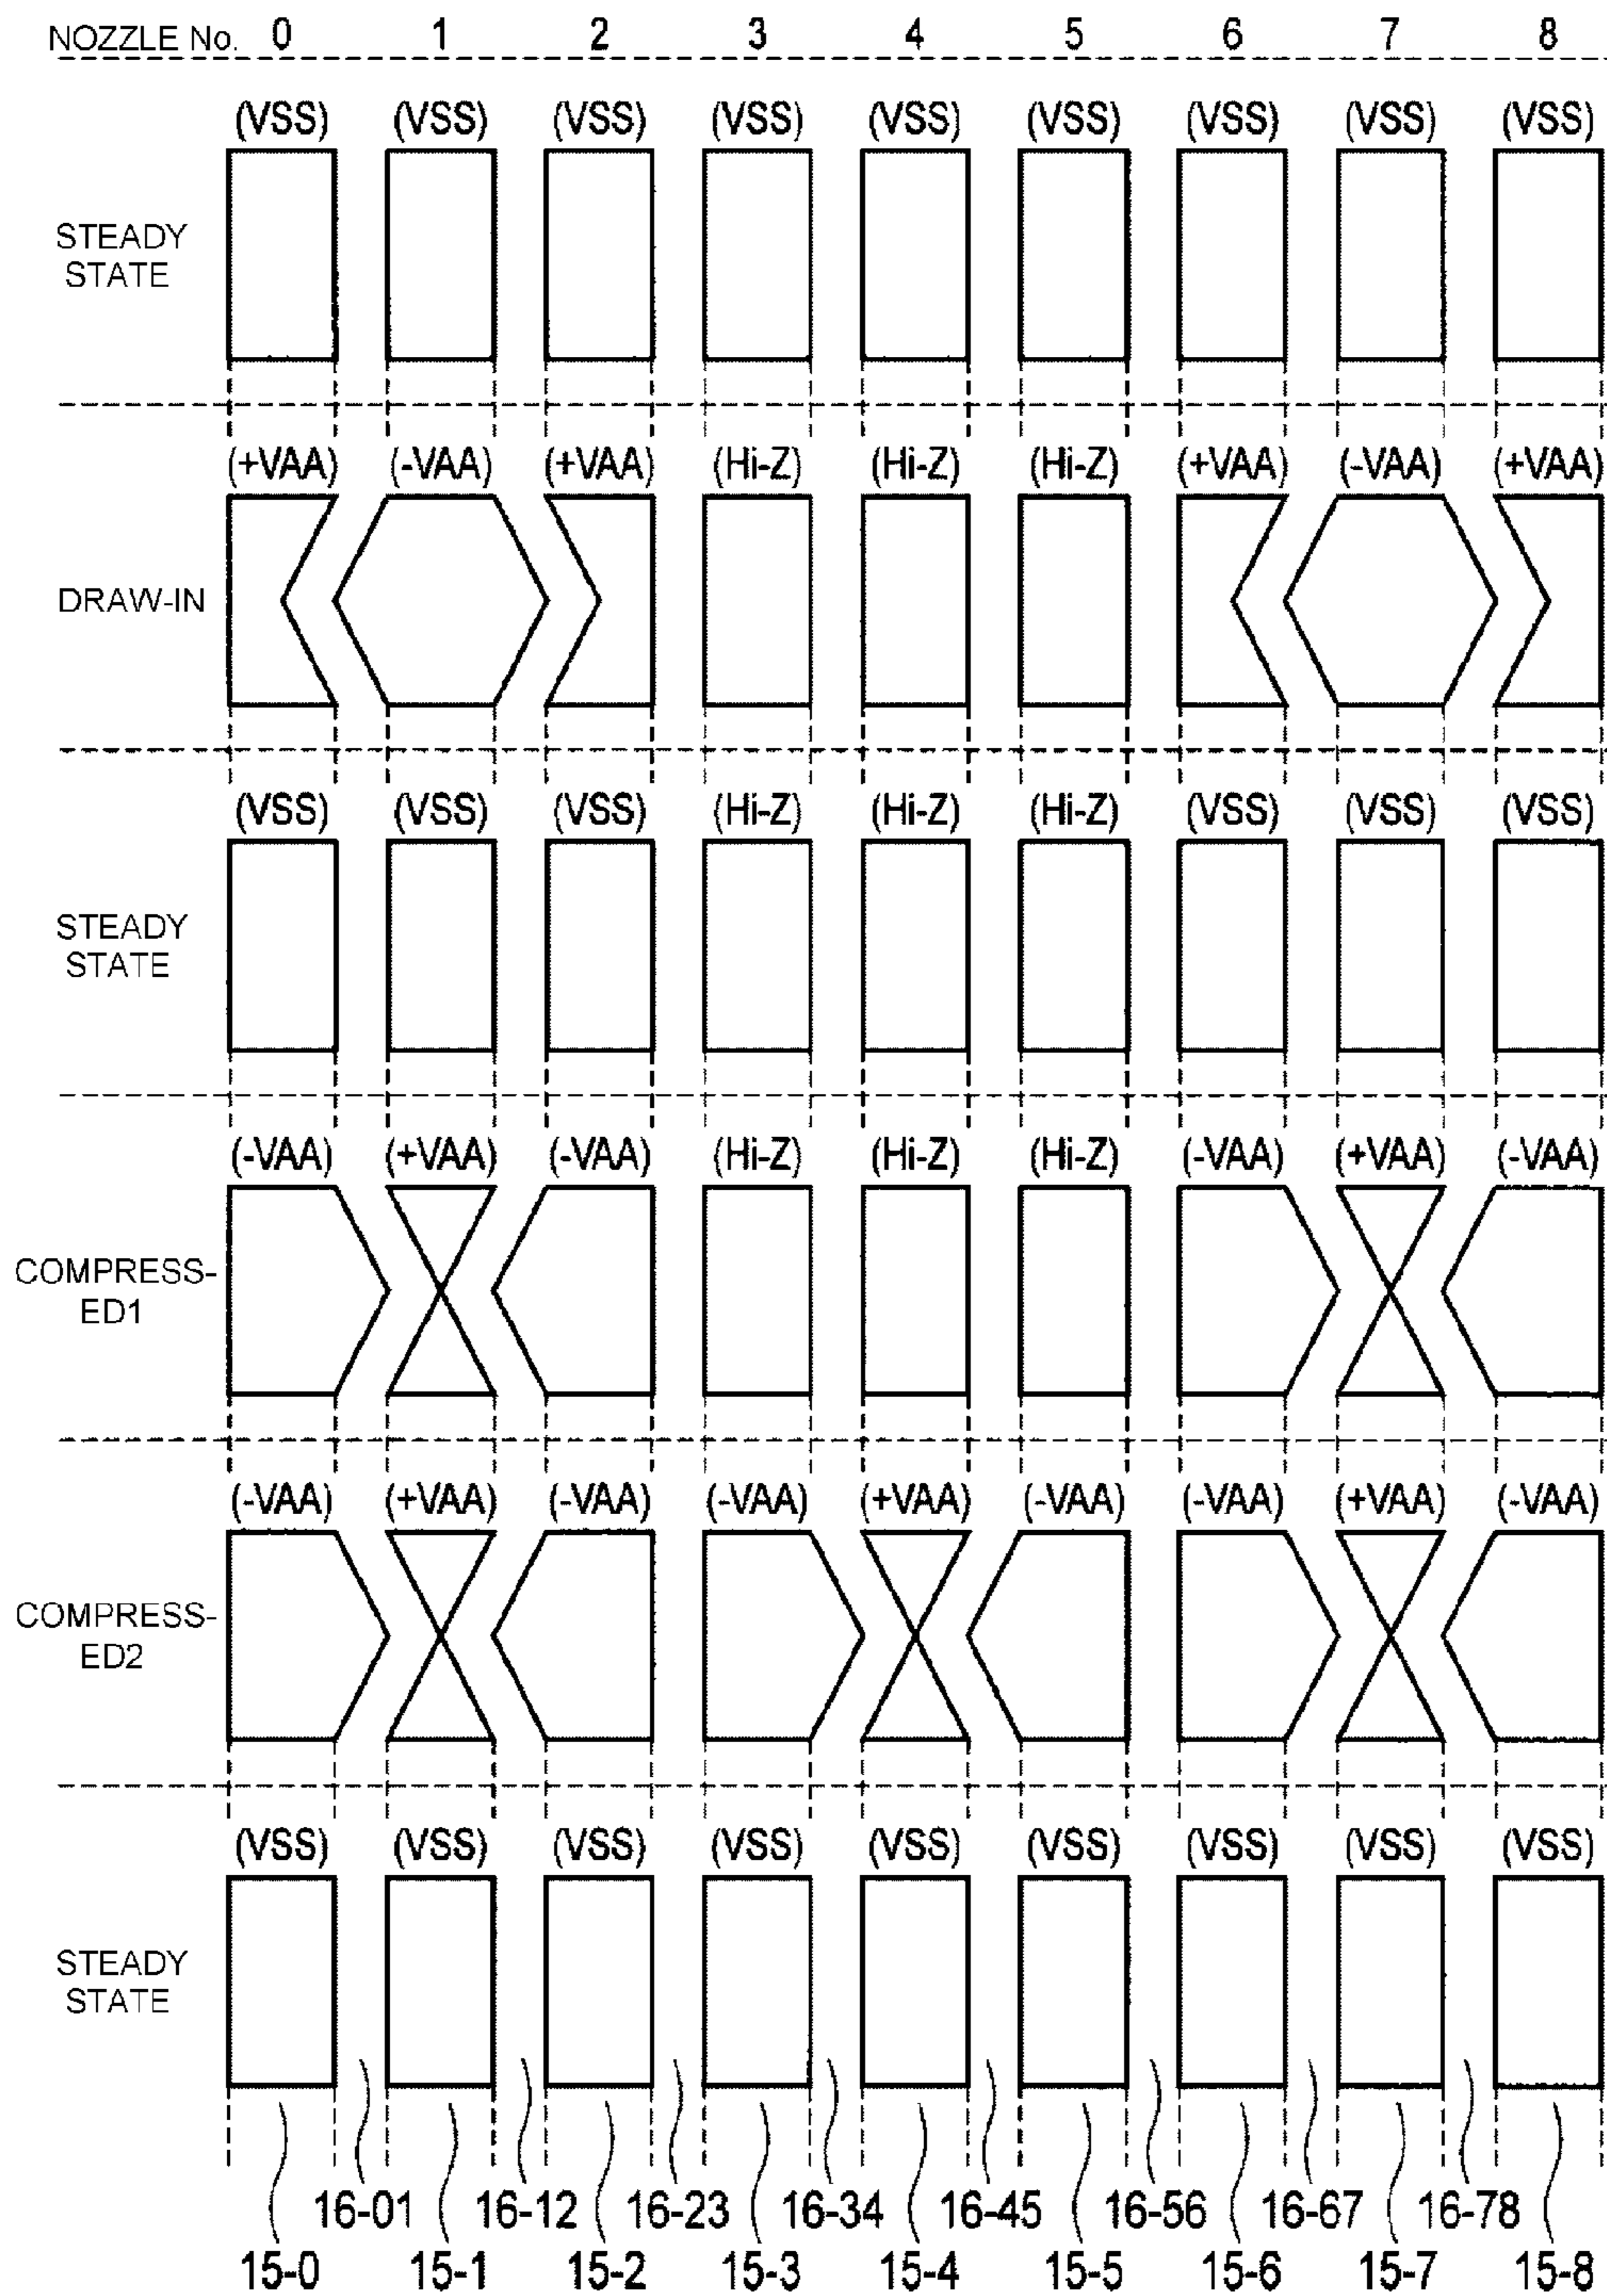 NOZZLE No. 0 1 2 3 4 5 6 7 8
(VSS) (VSS) (VSS) (VSS) (VSS) (VSS) (VSS) (VSS) (VSS)
STEADY
STATE
(+VAA) (-VAA) (+VAA) (Hi-Z) (Hi-Z) (Hi-Z) (+VAA) (-VAA) (+VAA)
DRAW-IN
(VSS) (VSS) (VSS) (Hi-Z) (Hi-Z) (Hi-Z) (VSS) (VSS) (VSS)
STEADY
STATE
(-VAA) (+VAA) (-VAA) (Hi-Z) (Hi-Z) (Hi-Z) (-VAA) (+VAA) (-VAA)
COMPRESS-
ED1
(-VAA) (+VAA) (-VAA) (-VAA) (+VAA) (-VAA) (-VAA) (+VAA) (-VAA)
COMPRESS-
ED2
(VSS) (VSS) (VSS) (VSS) (VSS) (VSS) (VSS) (VSS) (VSS)
STEADY
STATE
16-01 16-12 16-23 16-34 16-45 16-56 16-67 16-78
15-0 15-1 15-2 15-3 15-4 15-5 15-6 15-7 15-8